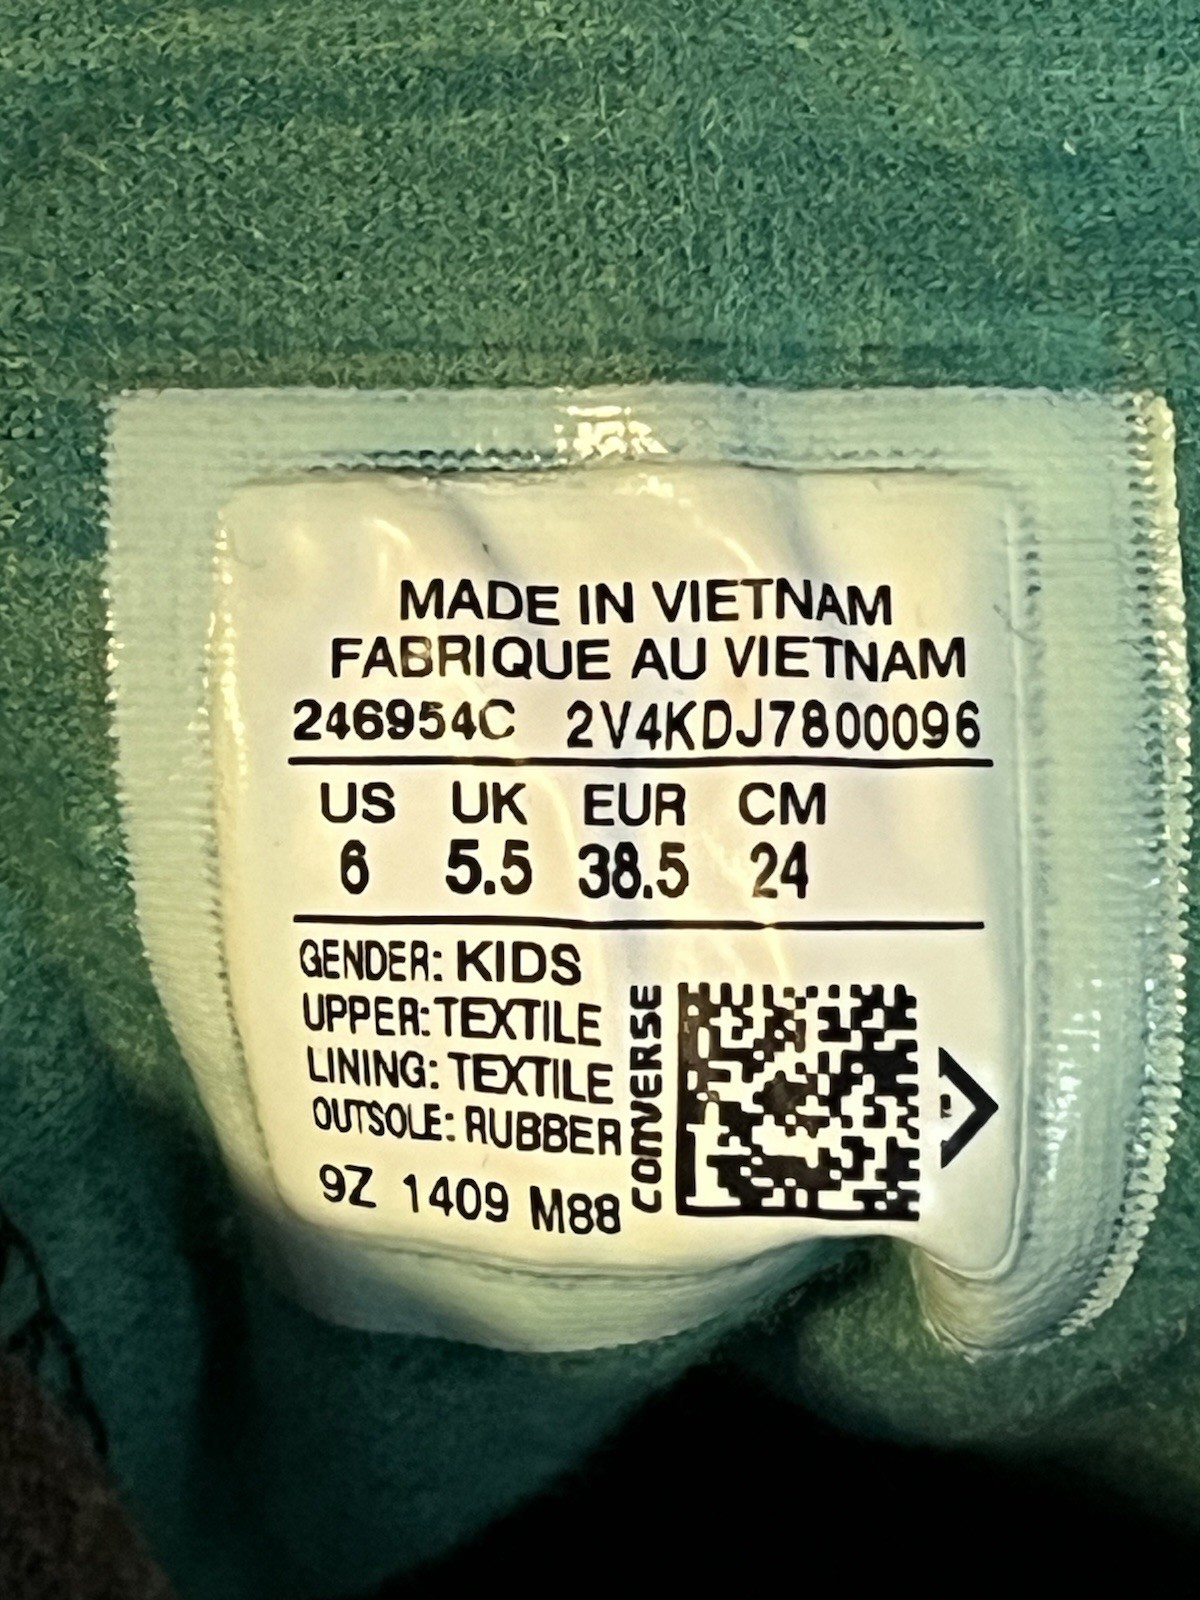 MADE IN VIETNAM
FABRIQUE AU VIETNAM
246954C 2V4KDJ7800096
US UK EUR CM
6 5.5 38.5 24
GENDER: KIDS
UPPER: TEXTILE
LINING: TEXTILE
OUTSOLE: RUBBER
9Z 1409 M88
CONVERSE